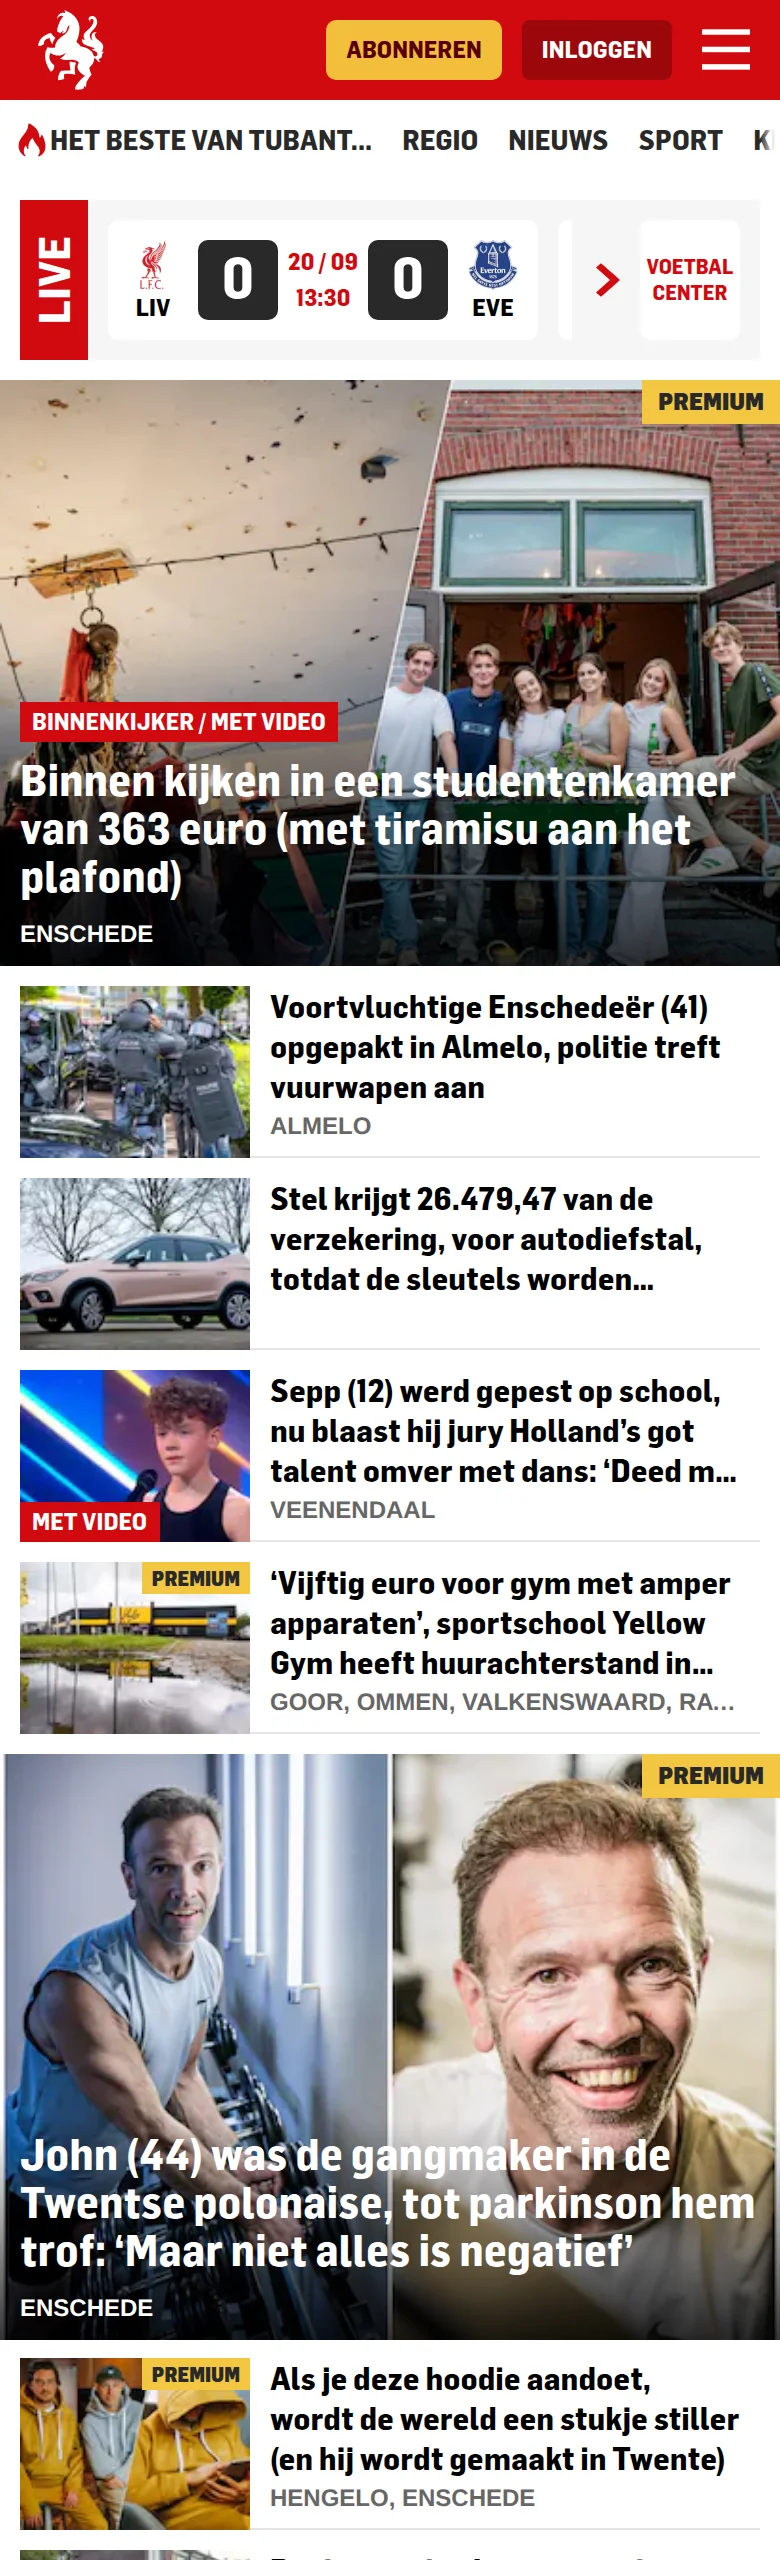 ABONNEREN
INLOGGEN
HET BESTE VAN TUBANT...
REGIO
NIEUWS
SPORT
LIVE
L.F.C.
LIV
0
20 / 09
13:30
0
Everton
EVE
VOETBAL
CENTER
PREMIUM
BINNENKIJKER / MET VIDEO
Binnen kijken in een studentenkamer
van 363 euro (met tiramisu aan het
plafond)
ENSCHEDE
Voortvluchtige Enschedeër (41)
opgepakt in Almelo, politie treft
vuurwapen aan
ALMELO
Stel krijgt 26.479,47 van de
verzekering, voor autodiefstal,
totdat de sleutels worden...
MET VIDEO
Sepp (12) werd gepest op school,
nu blaast hij jury Holland’s got
talent omver met dans: ‘Deed m...
VEENENDAAL
PREMIUM
‘Vijftig euro voor gym met amper
apparaten’, sportschool Yellow
Gym heeft huurachterstand in...
GOOR, OMMEN, VALKENSWAARD, RA...
PREMIUM
John (44) was de gangmaker in de
Twentse polonaise, tot parkinson hem
trof: ‘Maar niet alles is negatief’
ENSCHEDE
PREMIUM
Als je deze hoodie aandoet,
wordt de wereld een stukje stiller
(en hij wordt gemaakt in Twente)
HENGELO, ENSCHEDE